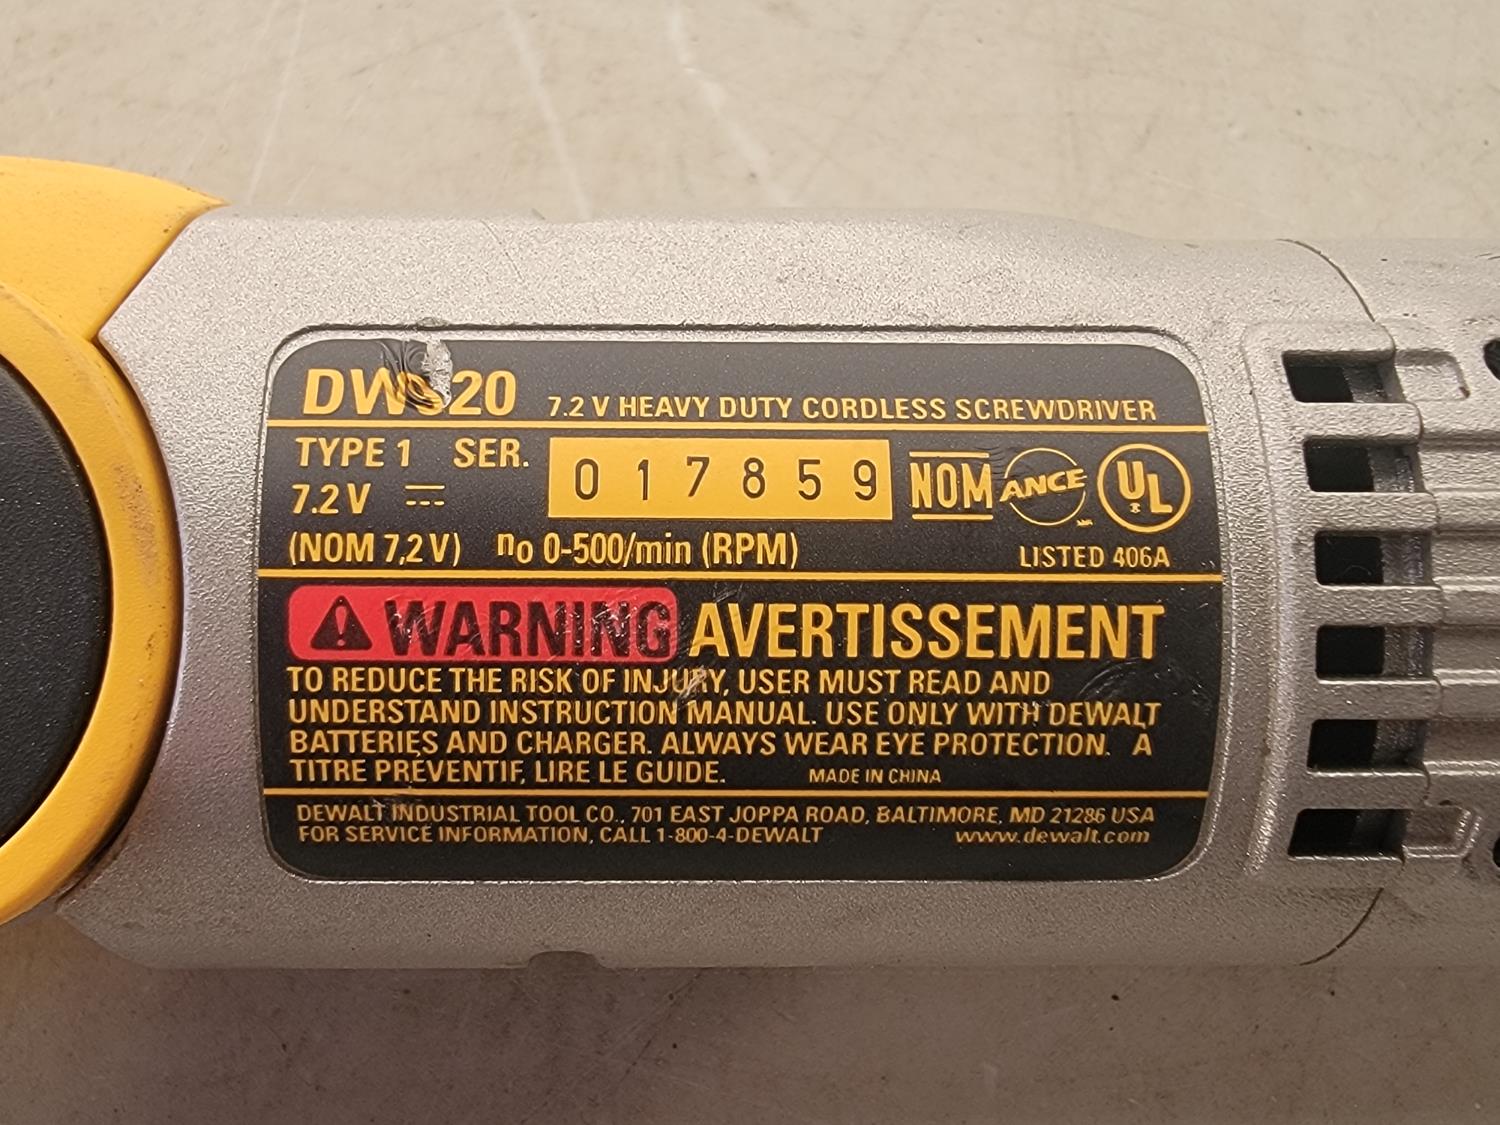 DW920 7.2 V HEAVY DUTY CORDLESS SCREWDRIVER
TYPE 1 SER. 017859 NOM ANCE UL
7.2 V
(NOM 7,2 V) no 0-500/min (RPM) LISTED 406A
WARNING AVERTISSEMENT
TO REDUCE THE RISK OF INJURY, USER MUST READ AND
UNDERSTAND INSTRUCTION MANUAL. USE ONLY WITH DEWALT
BATTERIES AND CHARGER. ALWAYS WEAR EYE PROTECTION. A
TITRE PREVENTIF, LIRE LE GUIDE. MADE IN CHINA
DEWALT INDUSTRIAL TOOL CO., 701 EAST JOPPA ROAD, BALTIMORE, MD 21286 USA
FOR SERVICE INFORMATION, CALL 1-800-4-DEWALT www.dewalt.com